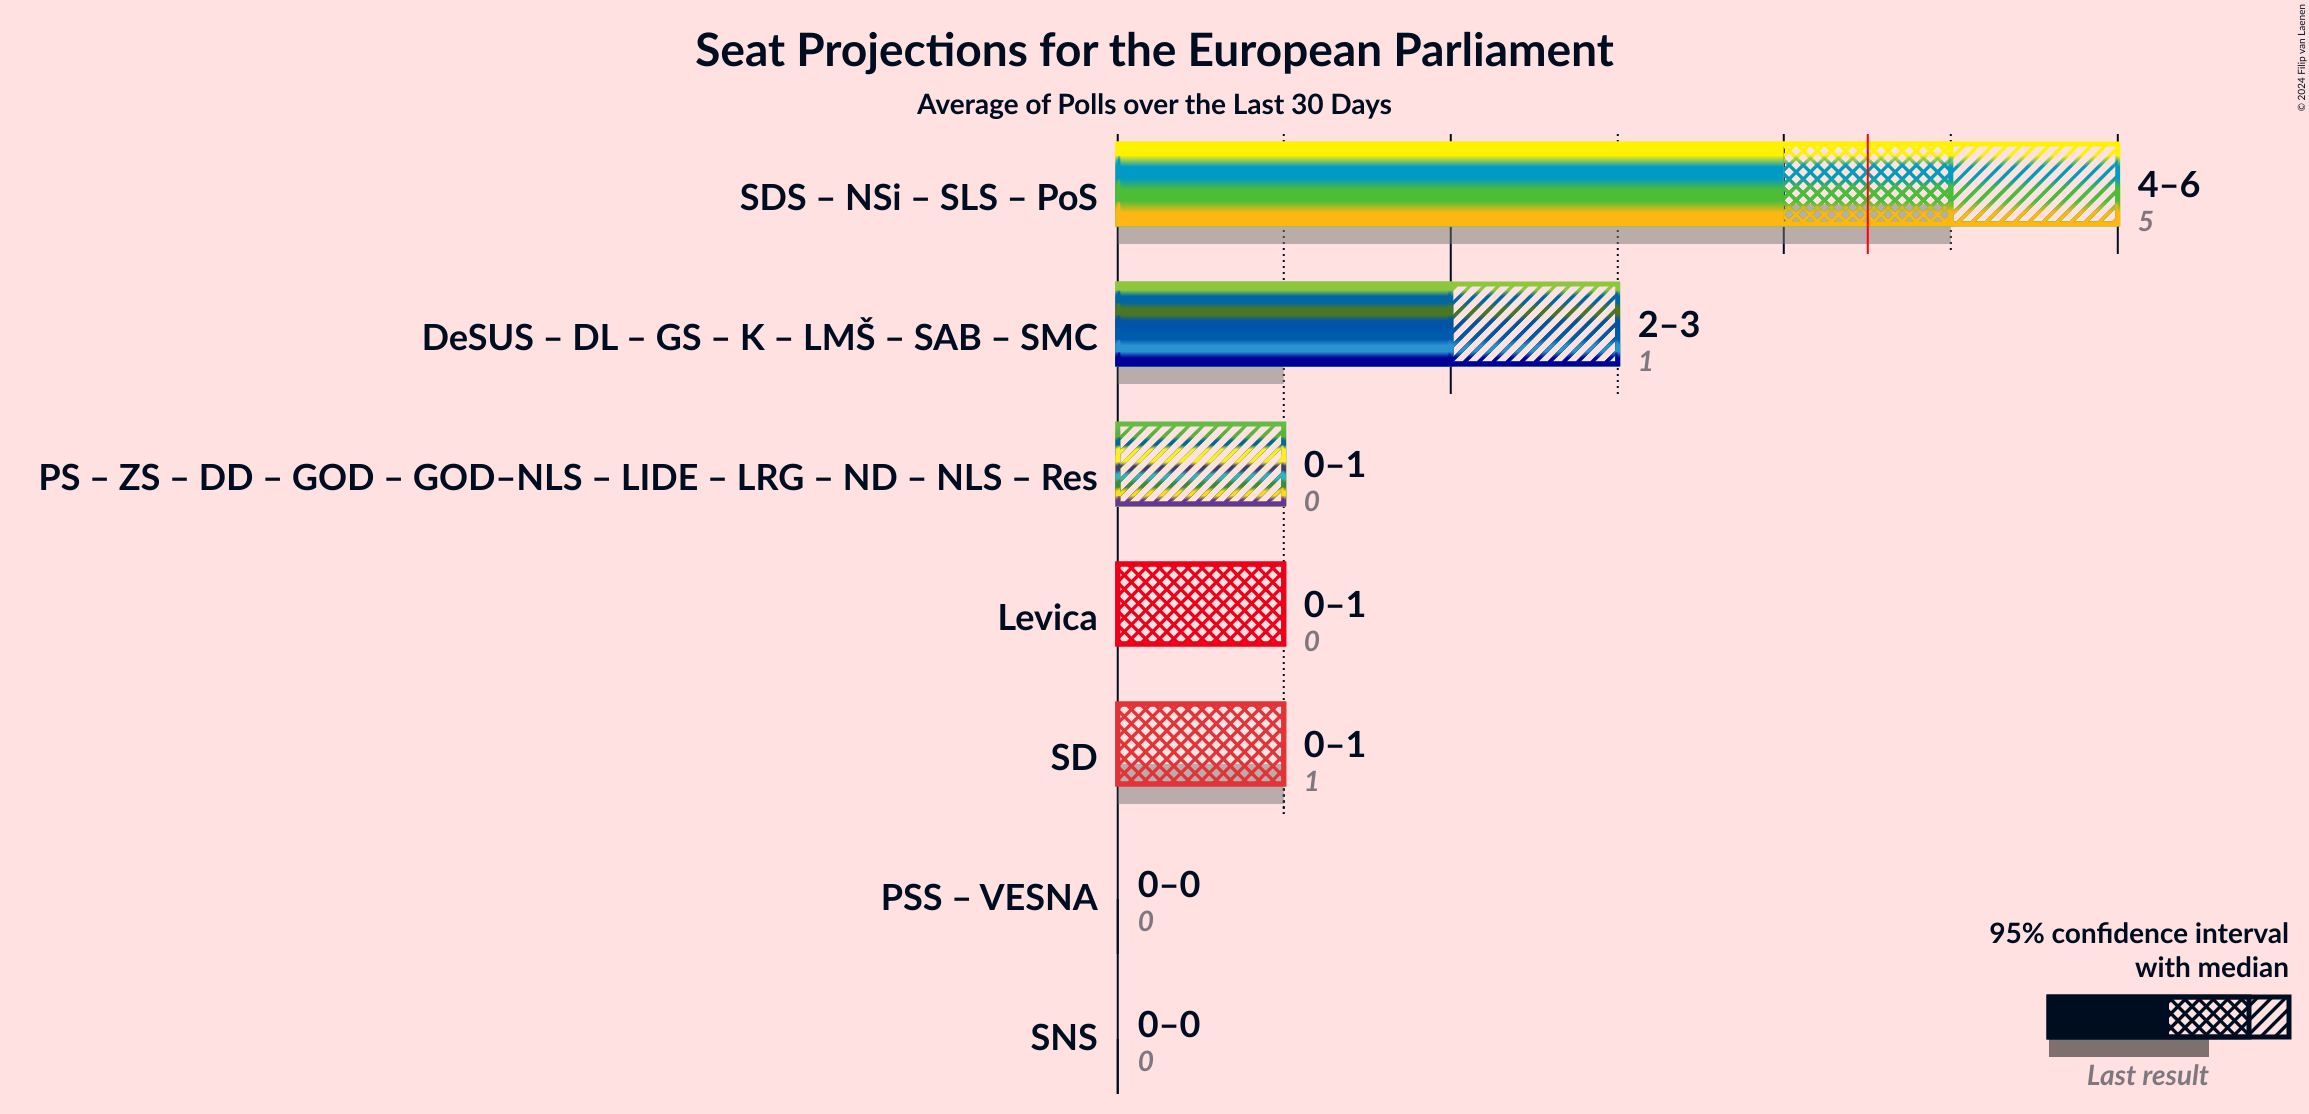 Seat Projections for the European Parliament
Average of Polls over the Last 30 Days
© 2024 Filip van Laenen
SDS – NSi – SLS – PoS
4–6
5
DeSUS – DL – GS – K – LMŠ – SAB – SMC
2–3
1
PS – ZS – DD – GOD – GOD–NLS – LIDE – LRG – ND – NLS – Res
0–1
0
Levica
0–1
0
SD
0–1
1
PSS – VESNA
0–0
0
SNS
0–0
0
95% confidence interval
with median
Last result